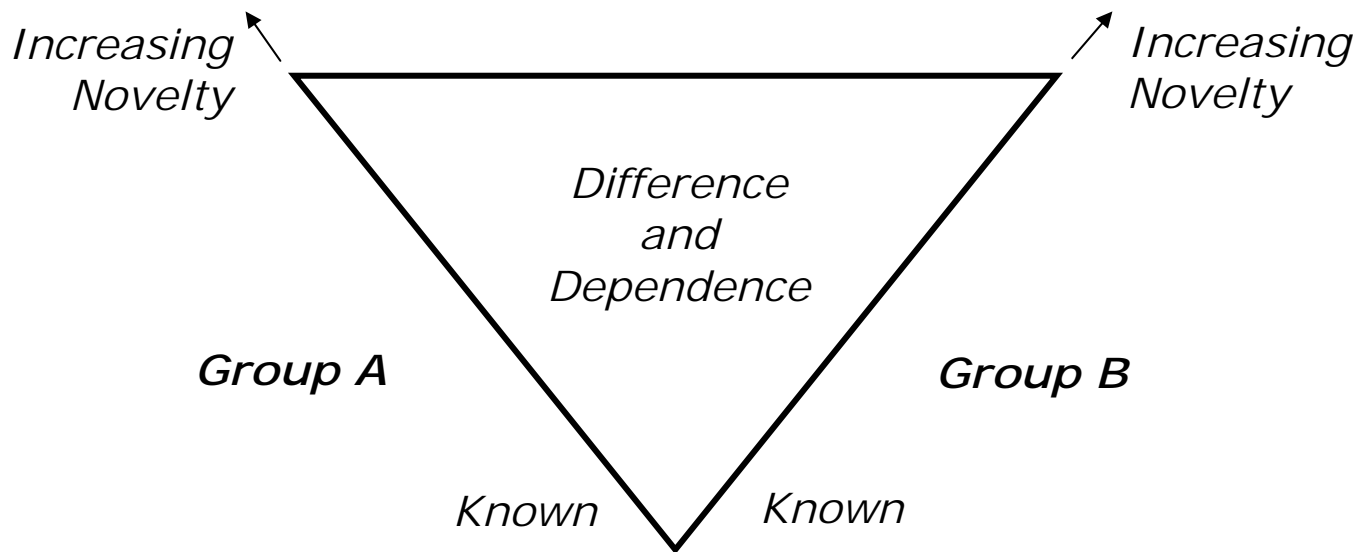 Increasing
Novelty
Increasing
Novelty
Difference
and
Dependence
Group A
Group B
Known
Known